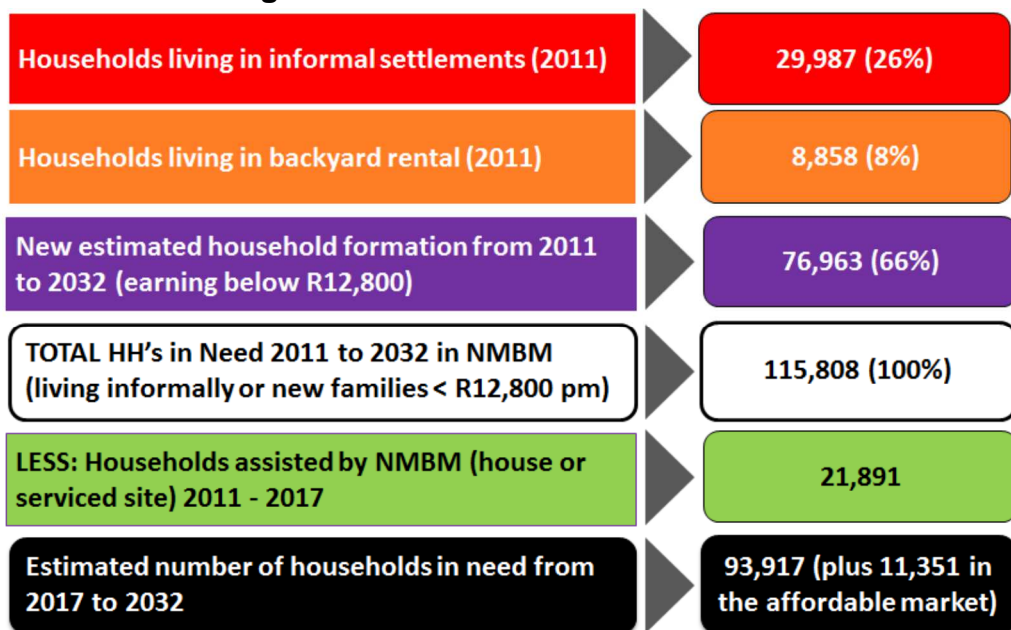 Households living in informal settlements (2011)
29,987 (26%)
Households living in backyard rental (2011)
8,858 (8%)
New estimated household formation from 2011
to 2032 (earning below R12,800)
76,963 (66%)
TOTAL HH's in Need 2011 to 2032 in NMBM
(living informally or new families < R12,800 pm)
115,808 (100%)
LESS: Households assisted by NMBM (house or
serviced site) 2011 - 2017
21,891
Estimated number of households in need from
2017 to 2032
93,917 (plus 11,351 in
the affordable market)